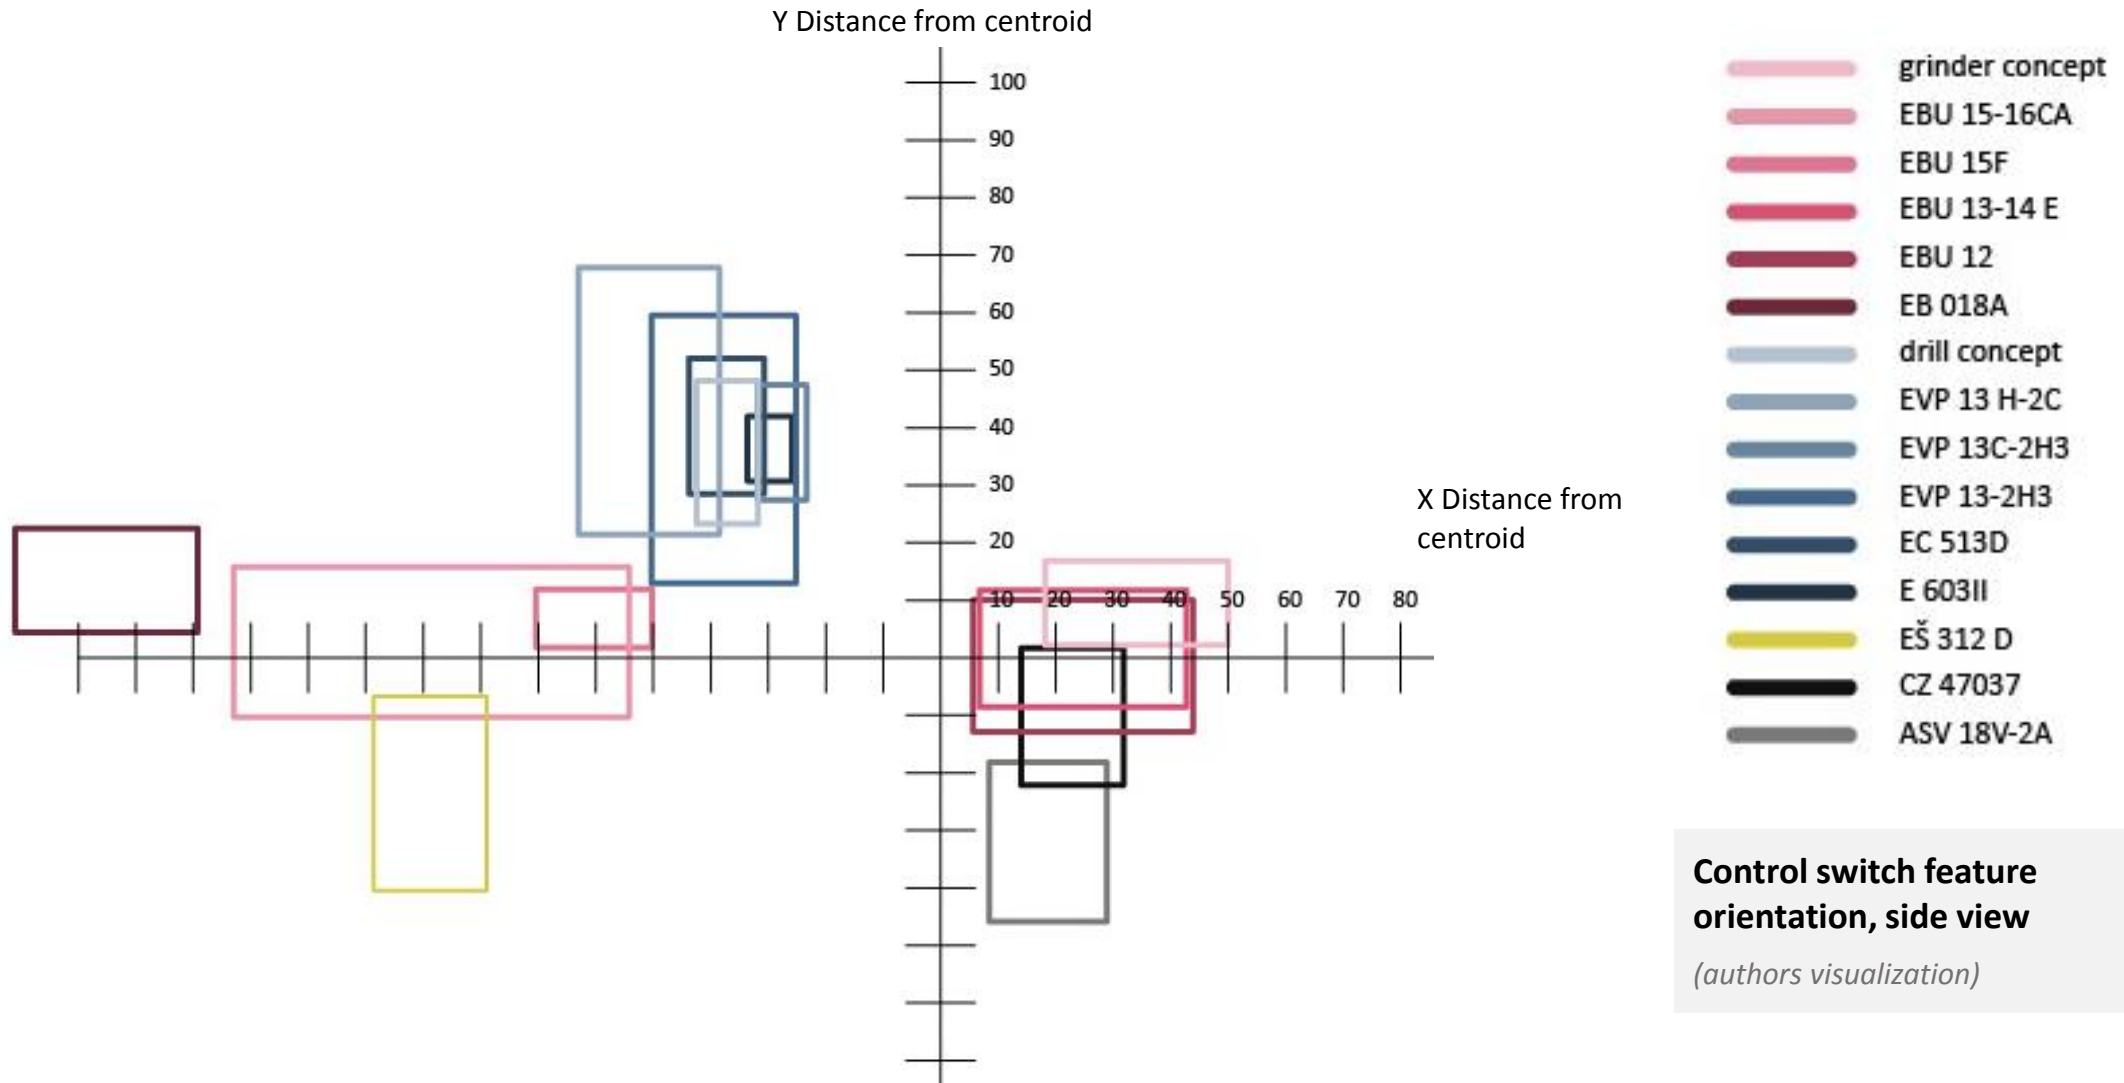 Y Distance from centroid
100
90
80
70
60
50
40
30
20
10 20 30 40 50 60 70 80
X Distance from
centroid
grinder concept
EBU 15-16CA
EBU 15F
EBU 13-14 E
EBU 12
EB 018A
drill concept
EVP 13 H-2C
EVP 13C-2H3
EVP 13-2H3
EC 513D
E 603II
EŠ 312 D
CZ 47037
ASV 18V-2A
Control switch feature
orientation, side view
(authors visualization)